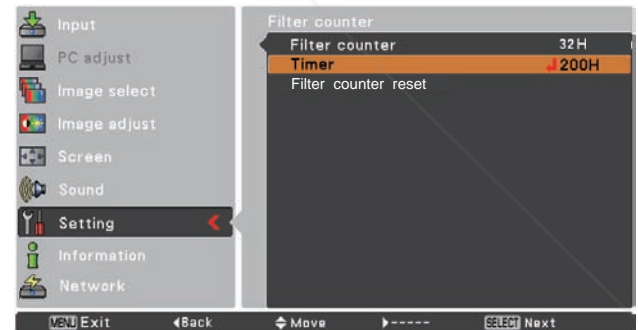 Input
PC adjust
Image select
Image adjust
Screen
Sound
Setting
Information
Network
Filter counter
Filter counter 32H
Timer 200H
Filter counter reset
MENU Exit ◀Back Move ▶----- SELECT Next